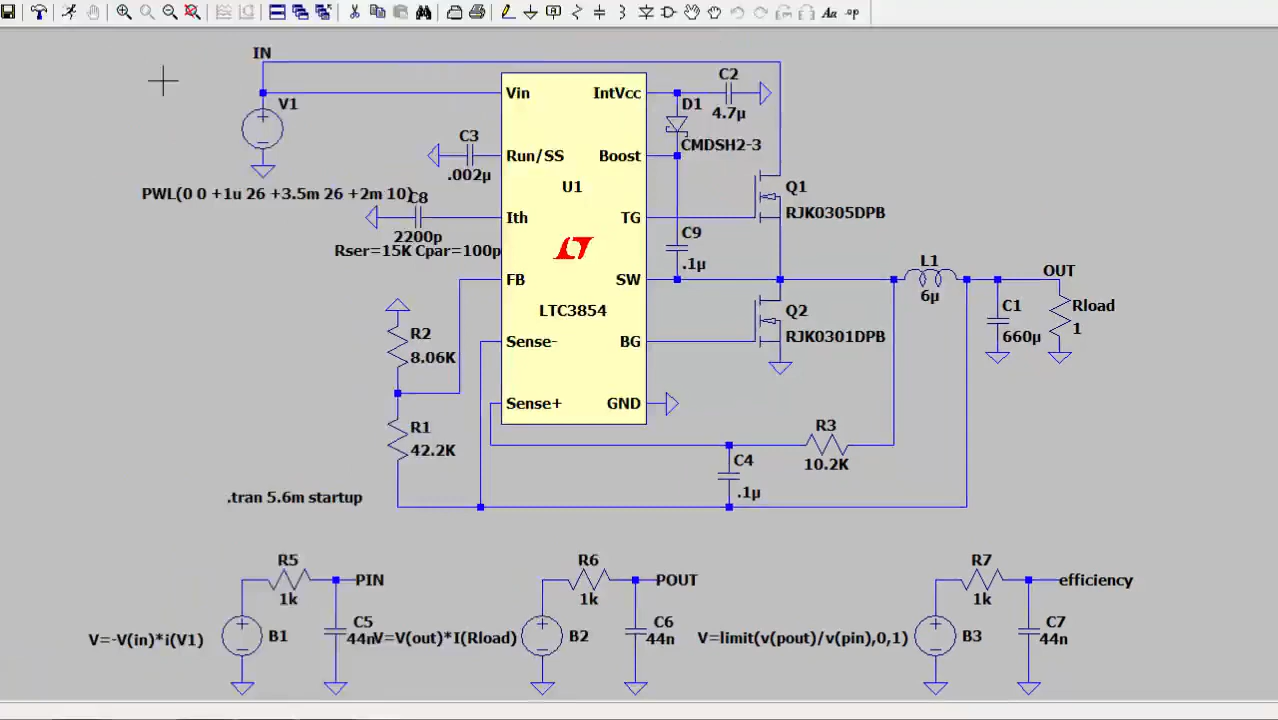 Aa .op
IN
V1
PWL(0 0 +1u 26 +3.5m 26 +2m 10)
C3
.002µ
C8
2200p
Rser=15K Cpar=100p
Vin
IntVcc
Run/SS
Boost
U1
Ith
TG
FB
SW
LTC3854
Sense-
BG
Sense+
GND
C2
4.7µ
D1
CMDSH2-3
Q1
RJK0305DPB
C9
.1µ
Q2
RJK0301DPB
L1
6µ
OUT
C1
660µ
Rload
1
R2
8.06K
R1
42.2K
R3
10.2K
C4
.1µ
.tran 5.6m startup
R5
1k
PIN
C5
44n
B1
V=-V(in)*i(V1)
R6
1k
POUT
C6
44n
B2
V=V(out)*I(Rload)
R7
1k
efficiency
C7
44n
B3
V=limit(v(pout)/v(pin),0,1)